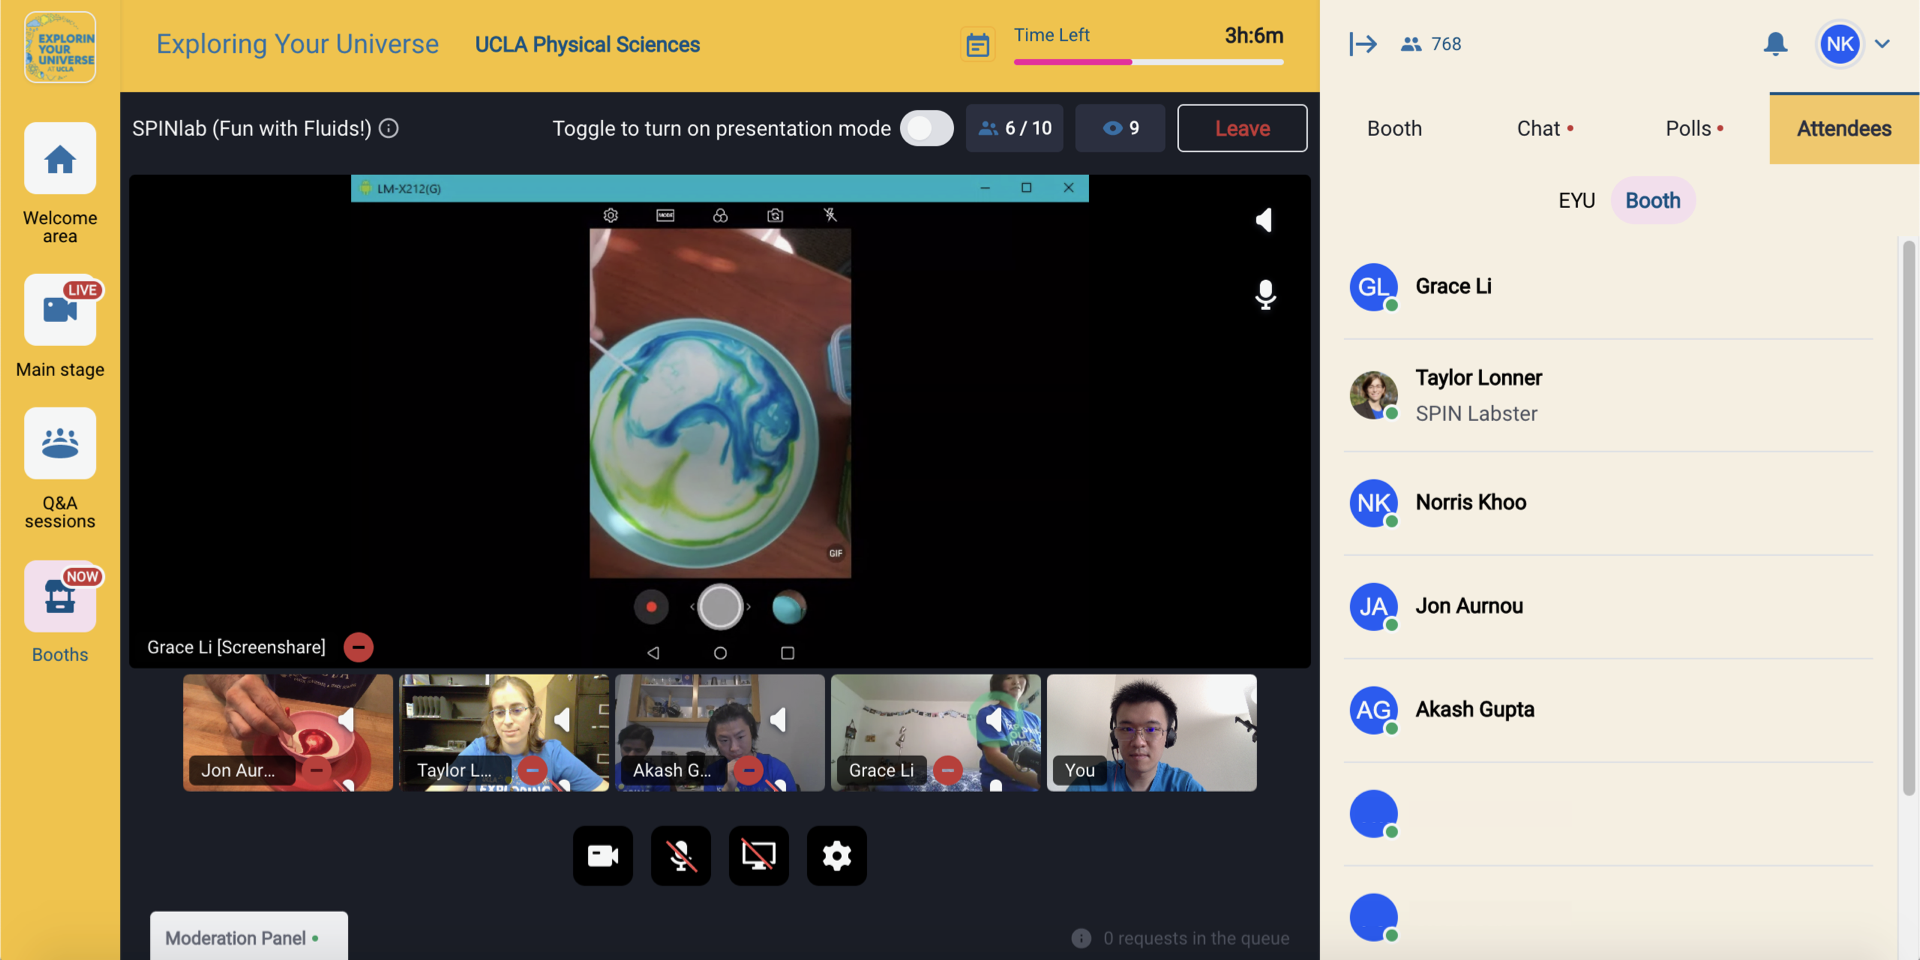 EXPLORIN
YOUR
UNIVERSE
AT UCLA
Exploring Your Universe
UCLA Physical Sciences
Time Left
3h:6m
768
NK
SPINlab (Fun with Fluids!)
Toggle to turn on presentation mode
6 / 10
9
Leave
Booth
Chat
Polls
Attendees
EYU
Booth
Welcome
area
LIVE
Main stage
Q&A
sessions
NOW
Booths
LM-X212(G)
MODE
GIF
Grace Li [Screenshare]
Jon Aur...
Taylor L...
EXPLORING
Akash G...
Grace Li
You
Moderation Panel
0 requests in the queue
GL
Grace Li
Taylor Lonner
SPIN Labster
NK
Norris Khoo
JA
Jon Aurnou
AG
Akash Gupta